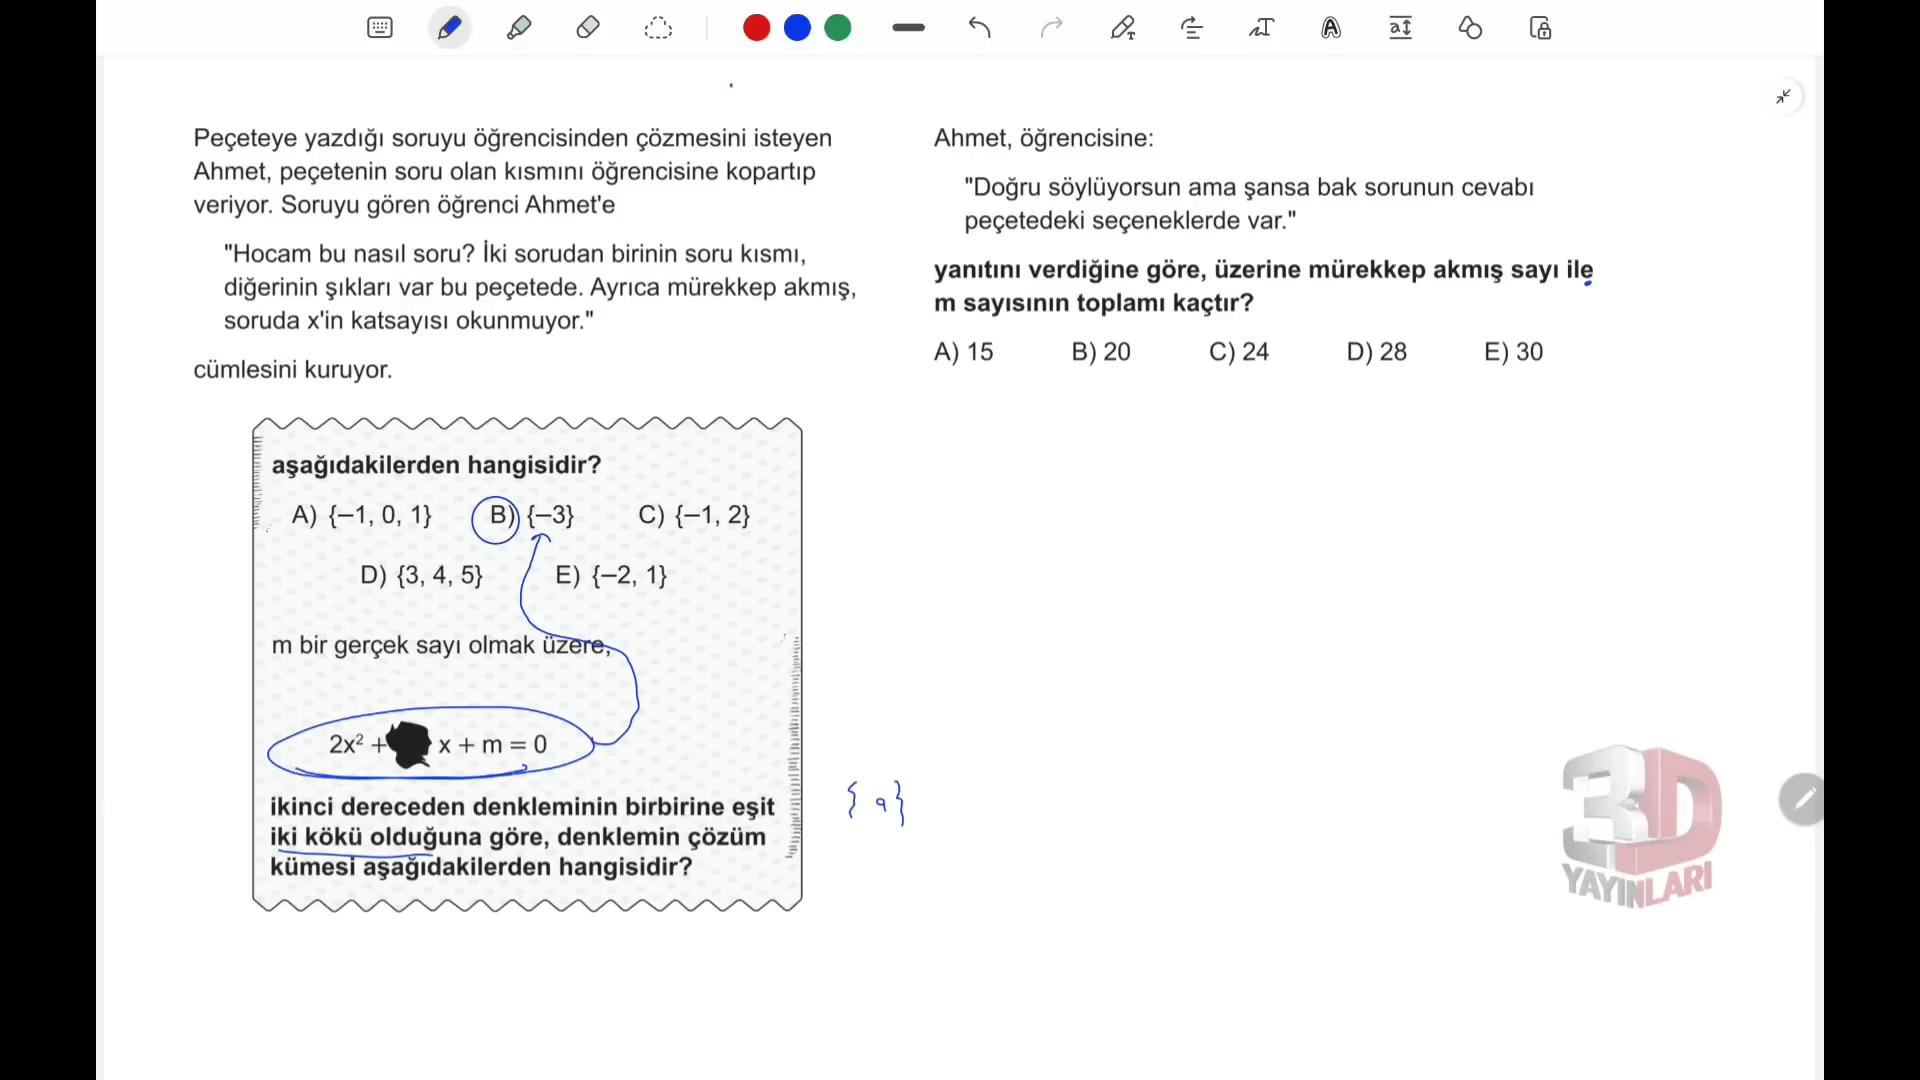 Peçeteye yazdığı soruyu öğrencisinden çözmesini isteyen
Ahmet, peçetenin soru olan kısmını öğrencisine kopartıp
veriyor. Soruyu gören öğrenci Ahmet'e
"Hocam bu nasıl soru? İki sorudan birinin soru kısmı,
diğerinin şıkları var bu peçetede. Ayrıca mürekkep akmış,
soruda x'in katsayısı okunmuyor."
cümlesini kuruyor.
aşağıdakilerden hangisidir?
A) {–1, 0, 1} B) {–3} C) {–1, 2}
D) {3, 4, 5} E) {–2, 1}
m bir gerçek sayı olmak üzere,
2x² + x + m = 0
ikinci dereceden denkleminin birbirine eşit
iki kökü olduğuna göre, denklemin çözüm
kümesi aşağıdakilerden hangisidir?
{ a }
Ahmet, öğrencisine:
"Doğru söylüyorsun ama şansa bak sorunun cevabı
peçetedeki seçeneklerde var."
yanıtını verdiğine göre, üzerine mürekkep akmış sayı ile
m sayısının toplamı kaçtır?
A) 15 B) 20 C) 24 D) 28 E) 30
3D
YAYINLARI